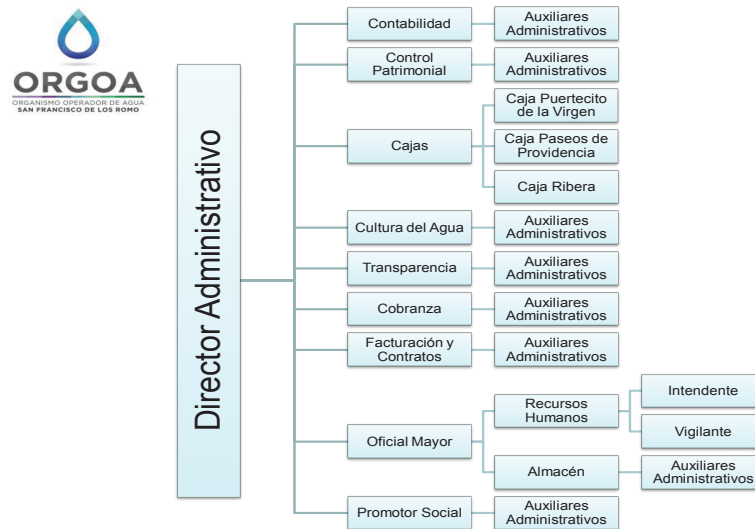 ORGOA
ORGANISMO OPERADOR DE AGUA
SAN FRANCISCO DE LOS ROMO
Director Administrativo
Contabilidad
Auxiliares
Administrativos
Control
Patrimonial
Auxiliares
Administrativos
Cajas
Caja Puertecito
de la Virgen
Caja Paseos de
Providencia
Caja Ribera
Cultura del Agua
Auxiliares
Administrativos
Transparencia
Auxiliares
Administrativos
Cobranza
Auxiliares
Administrativos
Facturación y
Contratos
Auxiliares
Administrativos
Oficial Mayor
Recursos
Humanos
Intendente
Vigilante
Almacén
Auxiliares
Administrativos
Promotor Social
Auxiliares
Administrativos